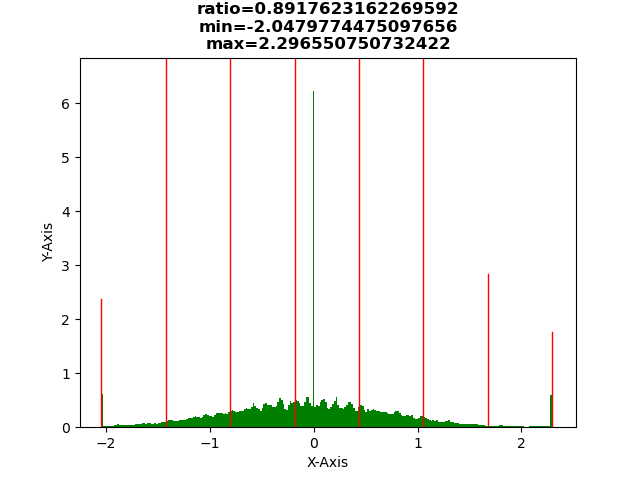 ratio=0.8917623162269592
min=-2.0479774475097656
max=2.296550750732422
Y-Axis
6
5
4
3
2
1
0
−2
−1
0
1
2
X-Axis